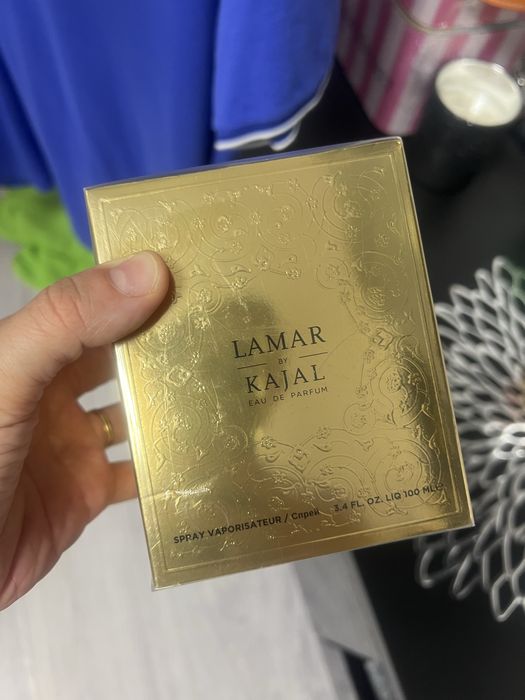 LAMAR
BY
KAJAL
EAU DE PARFUM
SPRAY VAPORISATEUR / Спрей 3.4 FL. OZ. LIQ 100 ML℮